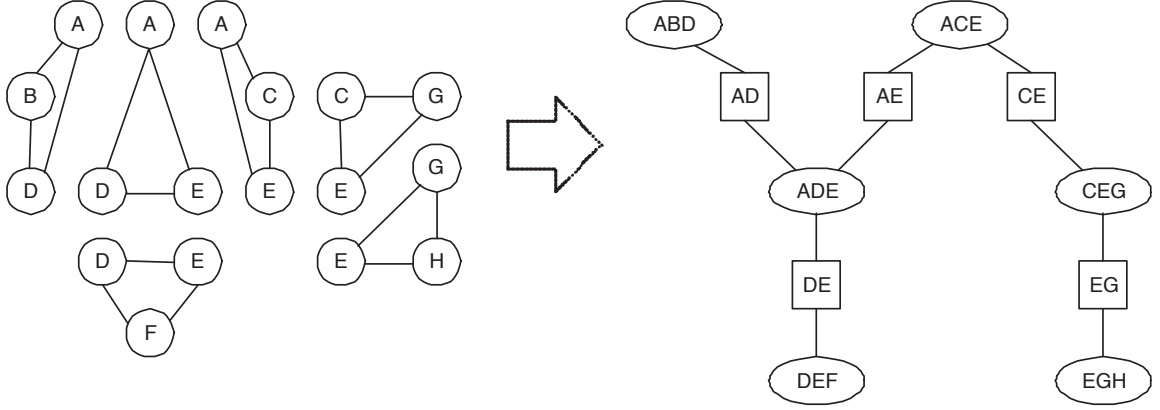 A A A ABD ACE
B C C G AD AE CE
G
D D E E E ADE CEG
D E E H DE EG
F
DEF EGH